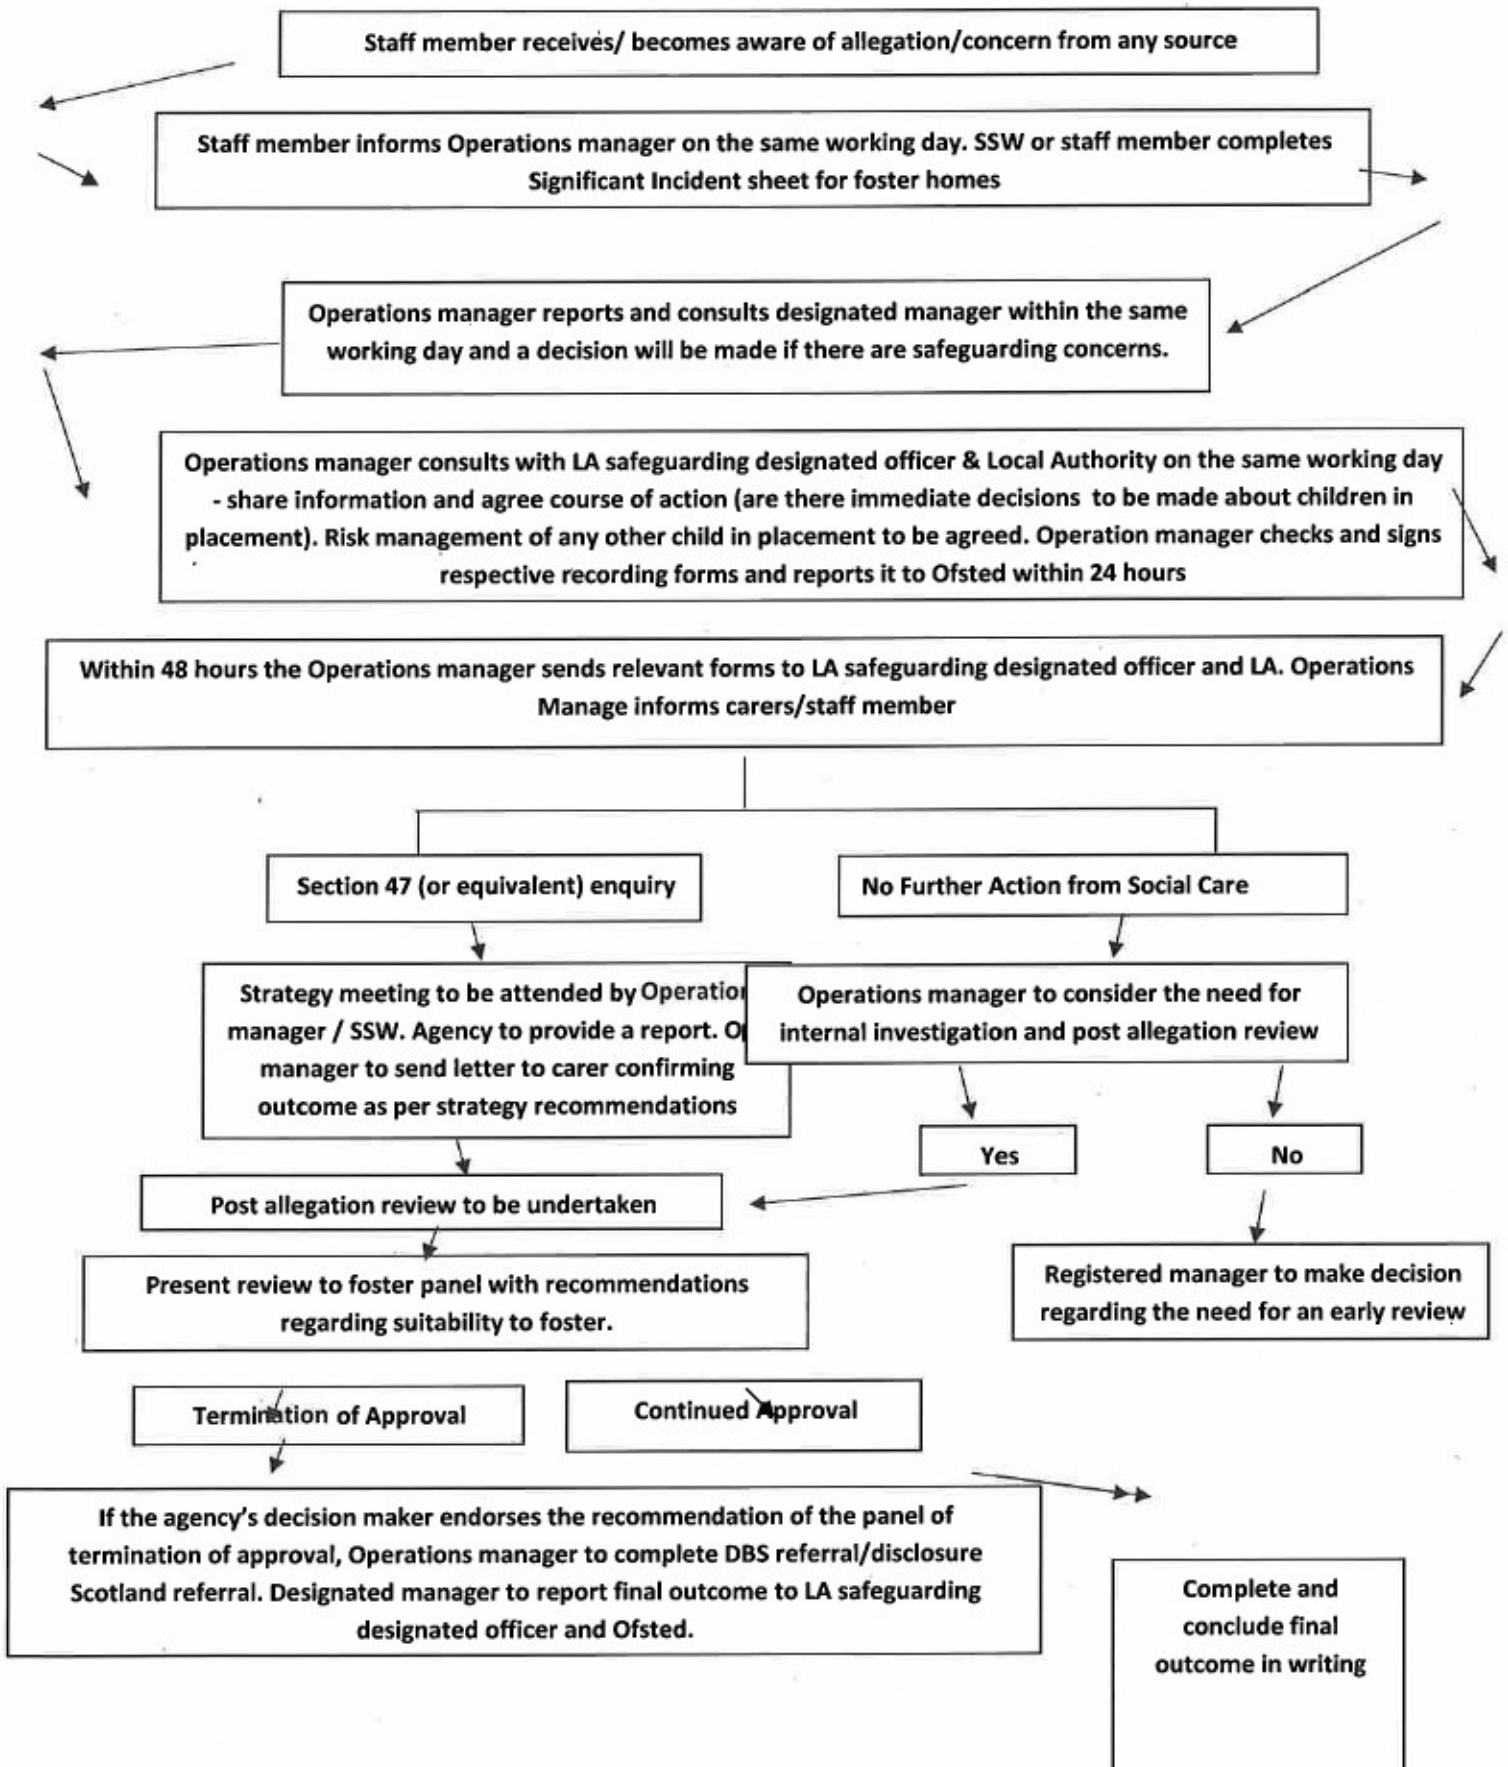 Staff member receives/ becomes aware of allegation/concern from any source
Staff member informs Operations manager on the same working day. SSW or staff member completes
Significant Incident sheet for foster homes
Operations manager reports and consults designated manager within the same
working day and a decision will be made if there are safeguarding concerns.
Operations manager consults with LA safeguarding designated officer & Local Authority on the same working day
- share information and agree course of action (are there immediate decisions to be made about children in
placement). Risk management of any other child in placement to be agreed. Operation manager checks and signs
respective recording forms and reports it to Ofsted within 24 hours
Within 48 hours the Operations manager sends relevant forms to LA safeguarding designated officer and LA. Operations
Manage informs carers/staff member
Section 47 (or equivalent) enquiry
No Further Action from Social Care
Strategy meeting to be attended by
manager / SSW. Agency to provide a report.
manager to send letter to carer confirming
outcome as per strategy recommendations
Operations manager to consider the need for
internal investigation and post allegation review
Yes
No
Post allegation review to be undertaken
Present review to foster panel with recommendations
regarding suitability to foster.
Registered manager to make decision
regarding the need for an early review
Termination of Approval
Continued Approval
If the agency's decision maker endorses the recommendation of the panel of
termination of approval, Operations manager to complete DBS referral/disclosure
Scotland referral. Designated manager to report final outcome to LA safeguarding
designated officer and Ofsted.
Complete and
conclude final
outcome in writing